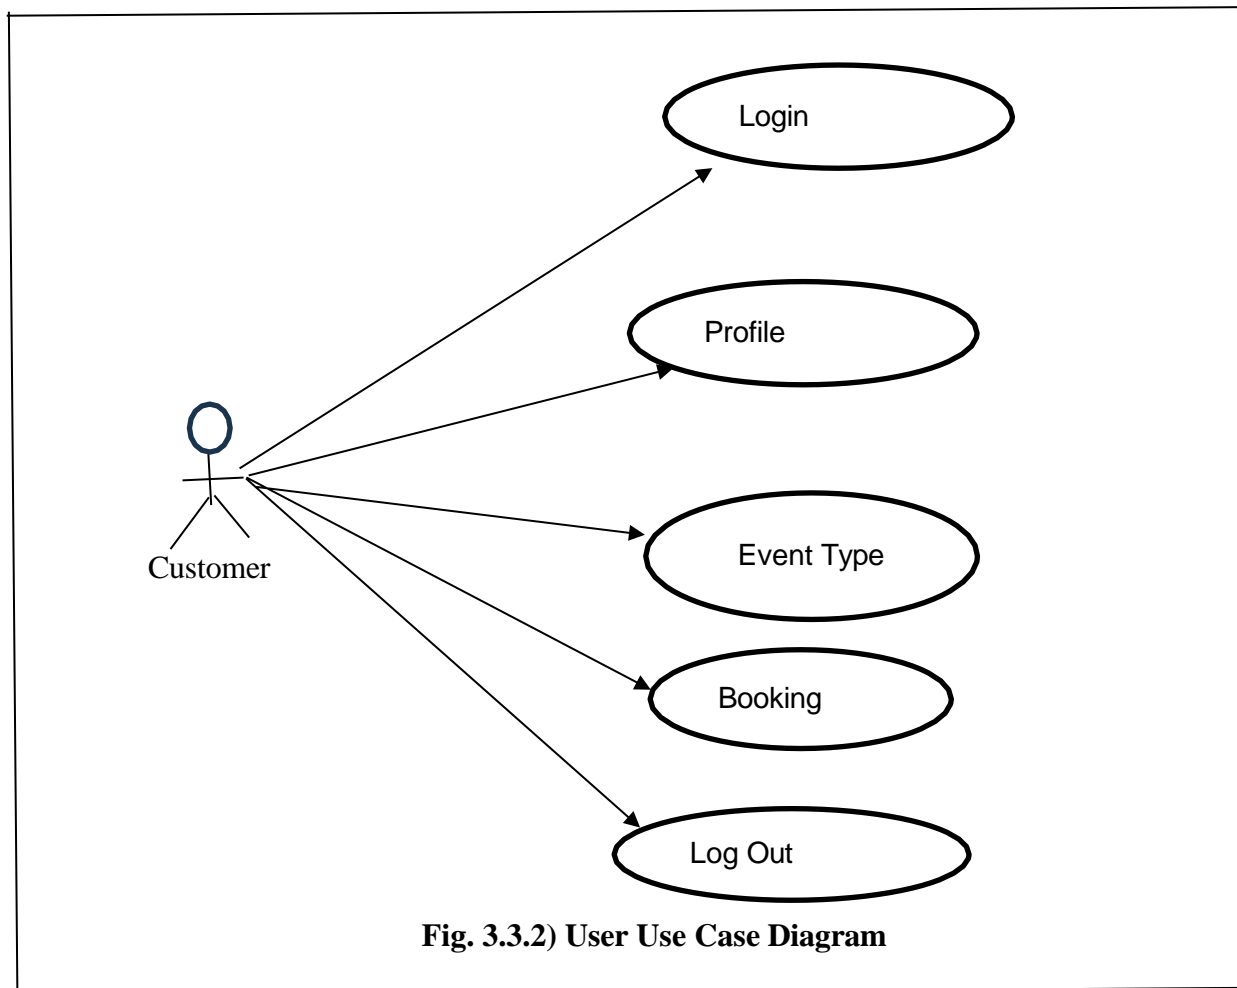 Login
Profile
Event Type
Customer
Booking
Log Out
Fig. 3.3.2) User Use Case Diagram